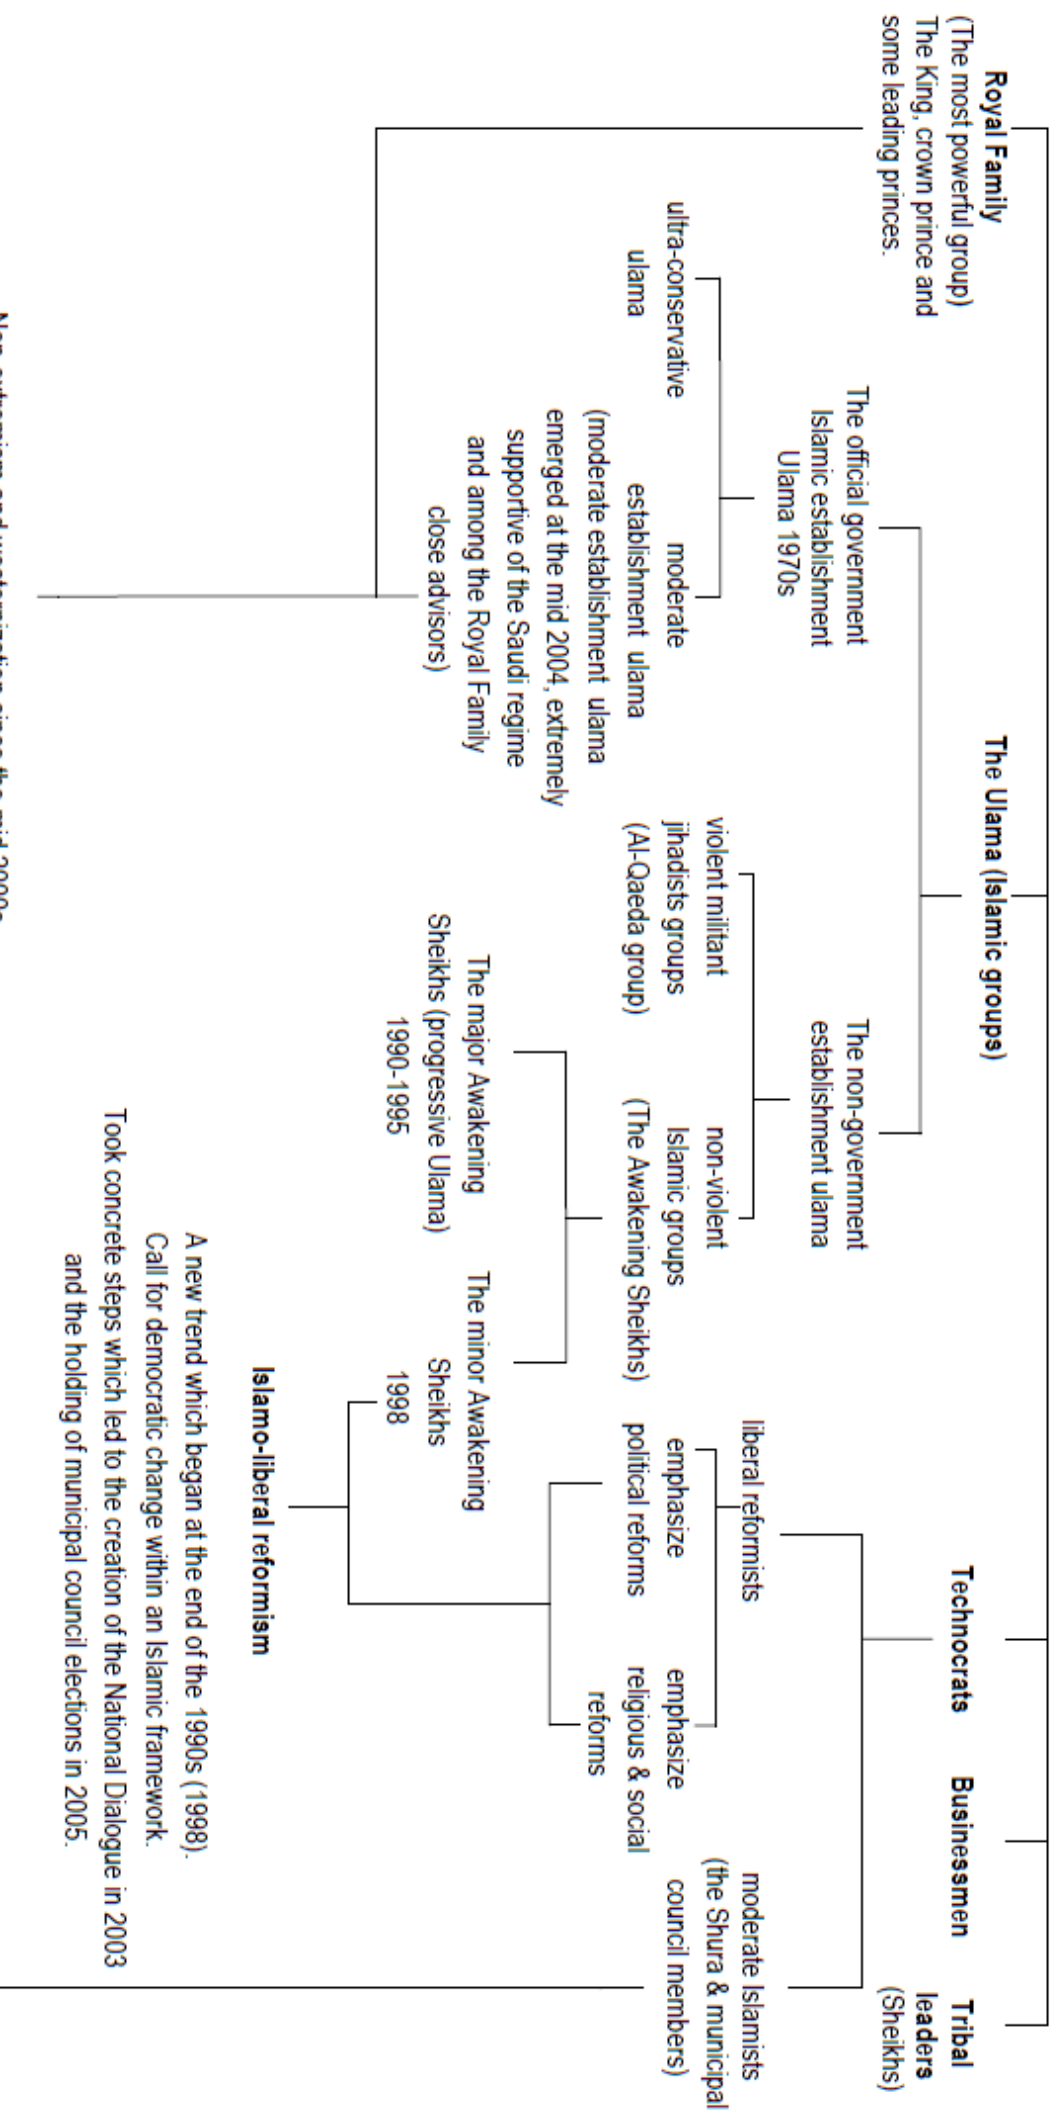 Royal Family
(The most powerful group)
The King, crown prince and
some leading princes.
The Ulama (Islamic groups)
Technocrats
Businessmen
Tribal
leaders
(Sheikhs)
The official government
Islamic establishment
Ulama 1970s
The non-government
establishment ulama
ultra-conservative
ulama
moderate
establishment ulama
(moderate establishment ulama
emerged at the mid 2004, extremely
supportive of the Saudi regime
and among the Royal Family
close advisors)
violent militant
jihadists groups
(Al-Qaeda group)
non-violent
Islamic groups
(The Awakening Sheikhs)
liberal reformists
emphasize
political reforms
emphasize
religious & social
reforms
moderate Islamists
(the Shura & municipal
council members)
The major Awakening
Sheikhs (progressive Ulama)
1990-1995
The minor Awakening
Sheikhs
1998
Islamo-liberal reformism
A new trend which began at the end of the 1990s (1998).
Call for democratic change within an Islamic framework.
Took concrete steps which led to the creation of the National Dialogue in 2003
and the holding of municipal council elections in 2005.